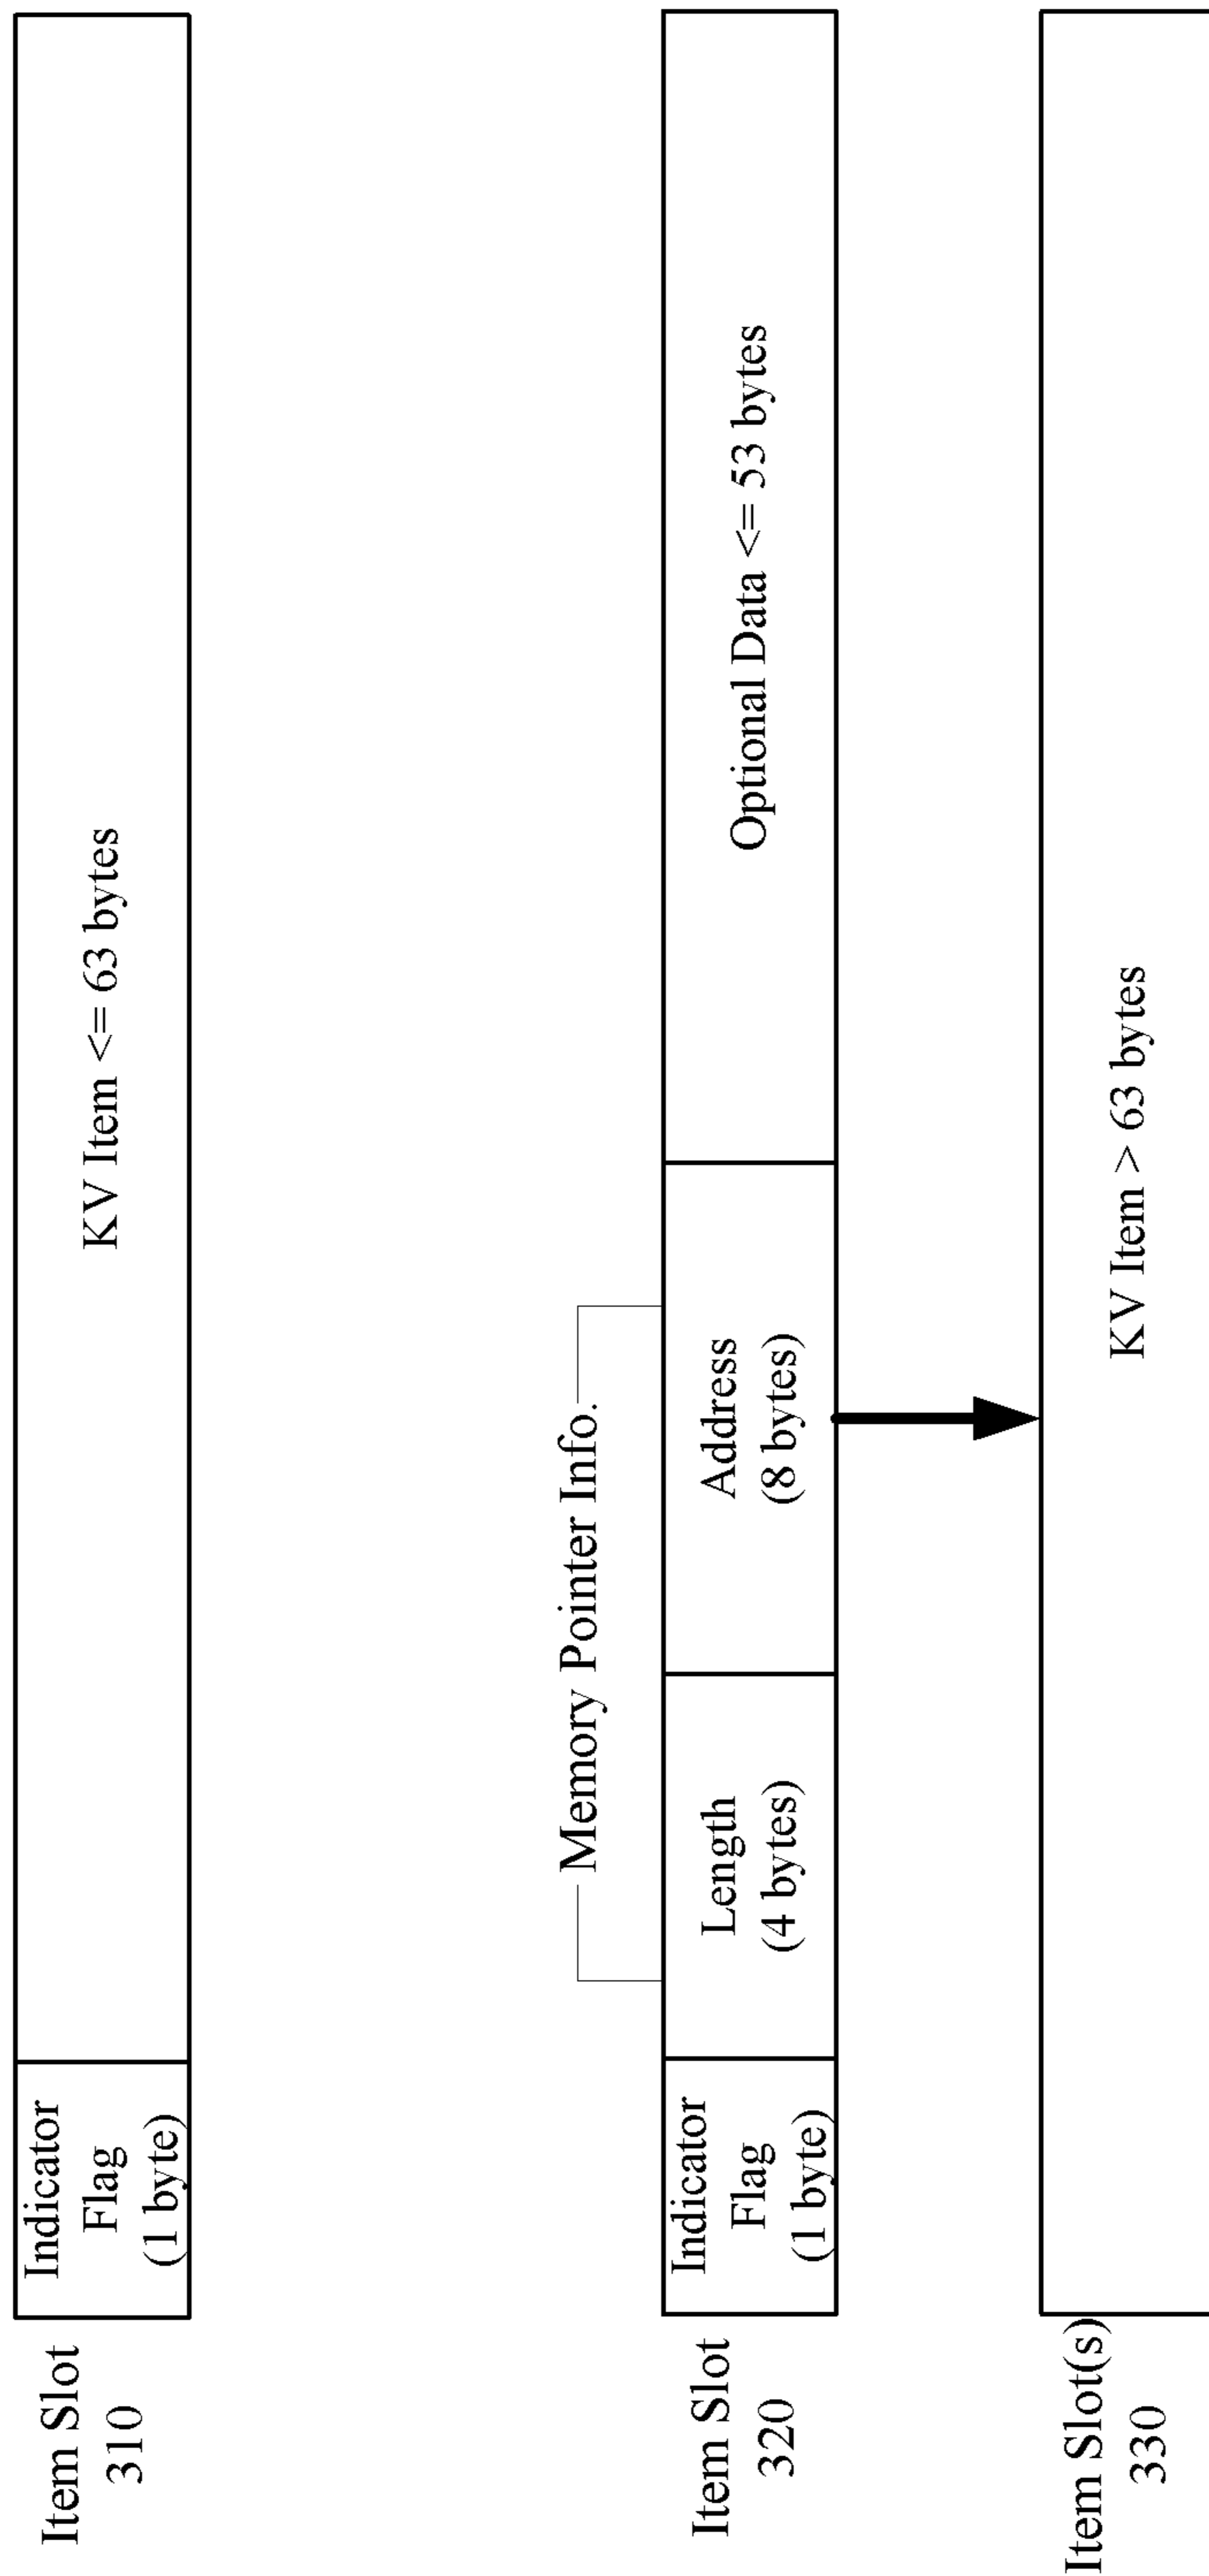 Item Slot
310
Indicator
Flag
(1 byte)
KV Item <= 63 bytes
Memory Pointer Info.
Item Slot
320
Indicator
Flag
(1 byte)
Length
(4 bytes)
Address
(8 bytes)
Optional Data <= 53 bytes
Item Slot(s)
330
KV Item > 63 bytes